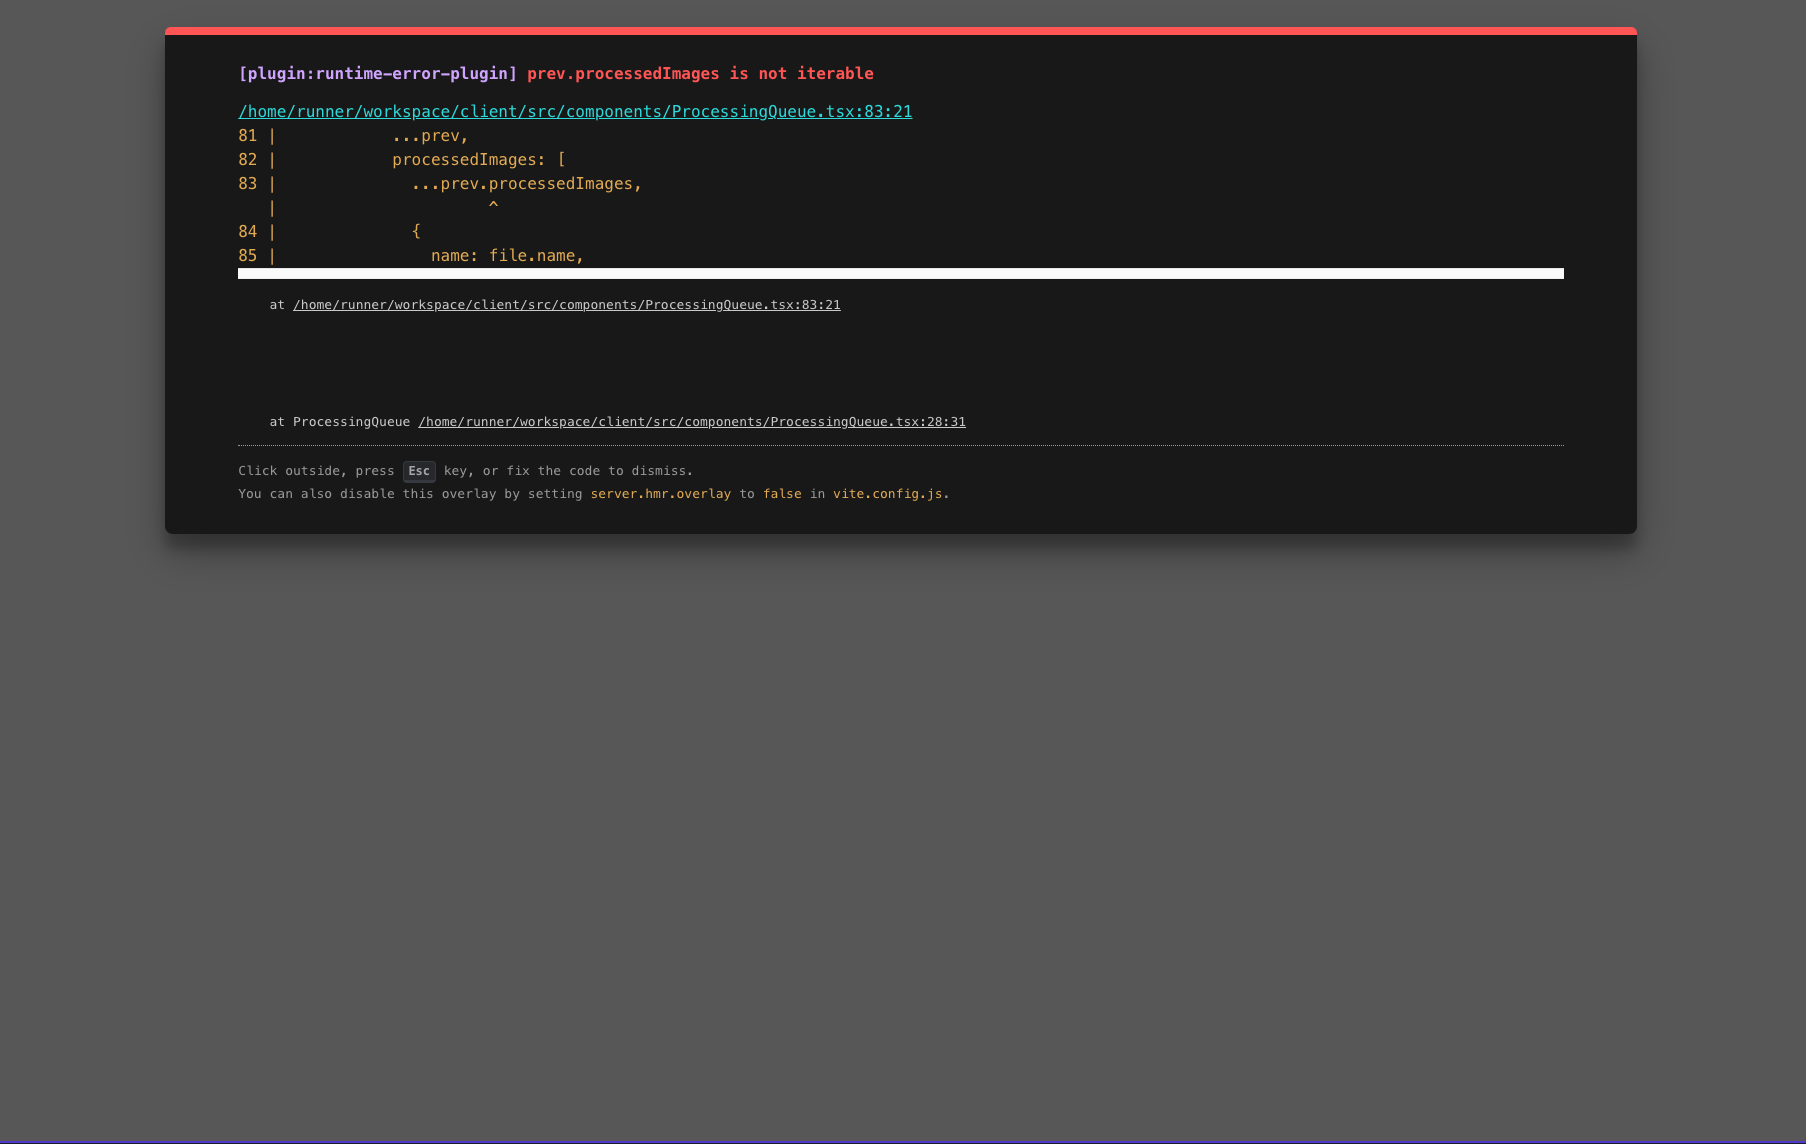 [plugin:runtime-error-plugin] prev.processedImages is not iterable
/home/runner/workspace/client/src/components/ProcessingQueue.tsx:83:21
81 |            ...prev,
82 |            processedImages: [
83 |              ...prev.processedImages,
   |                      ^
84 |              {
85 |                name: file.name,
at /home/runner/workspace/client/src/components/ProcessingQueue.tsx:83:21
at ProcessingQueue /home/runner/workspace/client/src/components/ProcessingQueue.tsx:28:31
Click outside, press Esc key, or fix the code to dismiss.
You can also disable this overlay by setting server.hmr.overlay to false in vite.config.js.